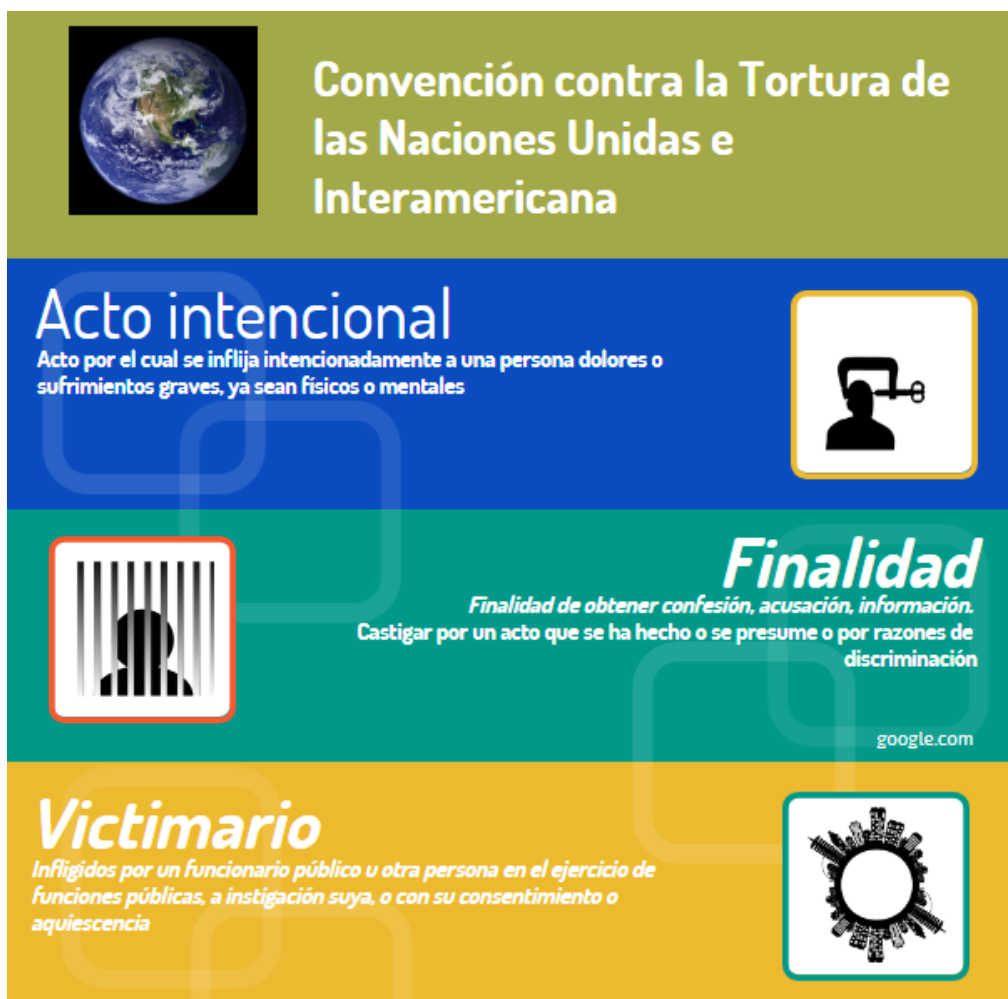 Convención contra la Tortura de
las Naciones Unidas e
Interamericana
Acto intencional
Acto por el cual se inflija intencionadamente a una persona dolores o
sufrimientos graves, ya sean físicos o mentales
Finalidad
Finalidad de obtener confesión, acusación, información.
Castigar por un acto que se ha hecho o se presume o por razones de
discriminación
google.com
Victimario
Infligidos por un funcionario público u otra persona en el ejercicio de
funciones públicas, a instigación suya, o con su consentimiento o
aquiescencia